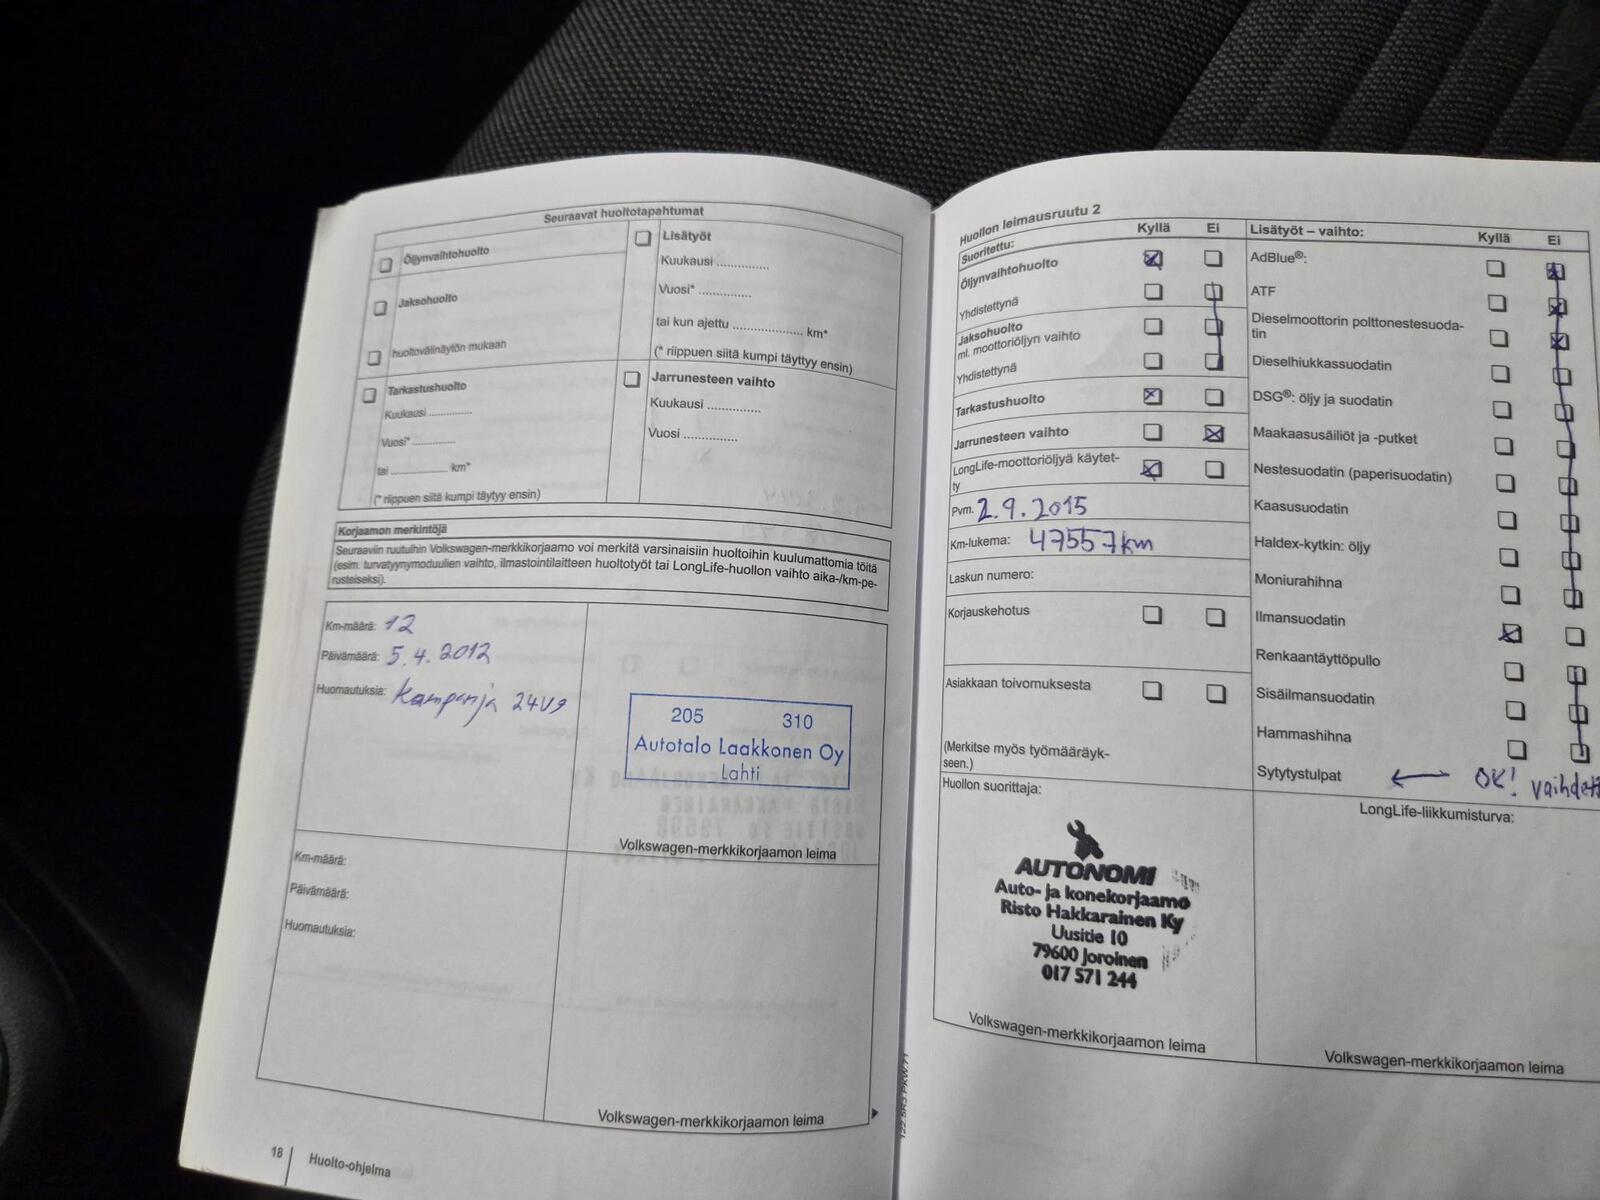 Seuraavat huoltotapahtumat
Öljynvaihtohuolto
Jaksohuolto
huoltovälinäytön mukaan
Tarkastushuolto
Kuukausi ..............
Vuosi* ..............
tai .................. km*
(* riippuen siitä kumpi täytyy ensin)
Lisätyöt
Kuukausi ..............
Vuosi* ..............
tai kun ajettu .................. km*
(* riippuen siitä kumpi täyttyy ensin)
Jarrunesteen vaihto
Kuukausi ..............
Vuosi ..............
Korjaamon merkintöjä
Seuraaviin ruutuihin Volkswagen-merkkikorjaamo voi merkitä varsinaisiin huoltoihin kuulumattomia töitä
(esim. turvatyynymoduulien vaihto, ilmastointilaitteen huoltotyöt tai LongLife-huollon vaihto aika-/km-pe-
rusteiseksi).
Km-määrä: 12
Päivämäärä: 5.4.2012
Huomautuksia: Kampanja 24V9
205 310
Autotalo Laakkonen Oy
Lahti
Volkswagen-merkkikorjaamon leima
Km-määrä:
Päivämäärä:
Huomautuksia:
Volkswagen-merkkikorjaamon leima
18 Huolto-ohjelma
Huollon leimausruutu 2
Suoritettu: Kyllä Ei
Öljynvaihtohuolto
Yhdistettynä
Jaksohuolto
ml. moottoriöljyn vaihto
Yhdistettynä
Tarkastushuolto
Jarrunesteen vaihto
LongLife-moottoriöljyä käytet-
ty
Pvm. 2.9.2015
Km-lukema: 47557km
Laskun numero:
Korjauskehotus
Asiakkaan toivomuksesta
(Merkitse myös työmääräyk-
seen.)
Huollon suorittaja:
AUTONOMI
Auto- ja konekorjaamo
Risto Hakkarainen Ky
Uusitie 10
79600 Joroinen
017 571 244
Volkswagen-merkkikorjaamon leima
Lisätyöt – vaihto: Kyllä Ei
AdBlue®:
ATF
Dieselmoottorin polttonestesuoda-
tin
Dieselhiukkassuodatin
DSG®: öljy ja suodatin
Maakaasusäiliöt ja -putket
Nestesuodatin (paperisuodatin)
Kaasusuodatin
Haldex-kytkin: öljy
Moniurahihna
Ilmansuodatin
Renkaantäyttöpullo
Sisäilmansuodatin
Hammashihna
Sytytystulpat ← OK! vaihdett
LongLife-liikkumisturva:
Volkswagen-merkkikorjaamon leima